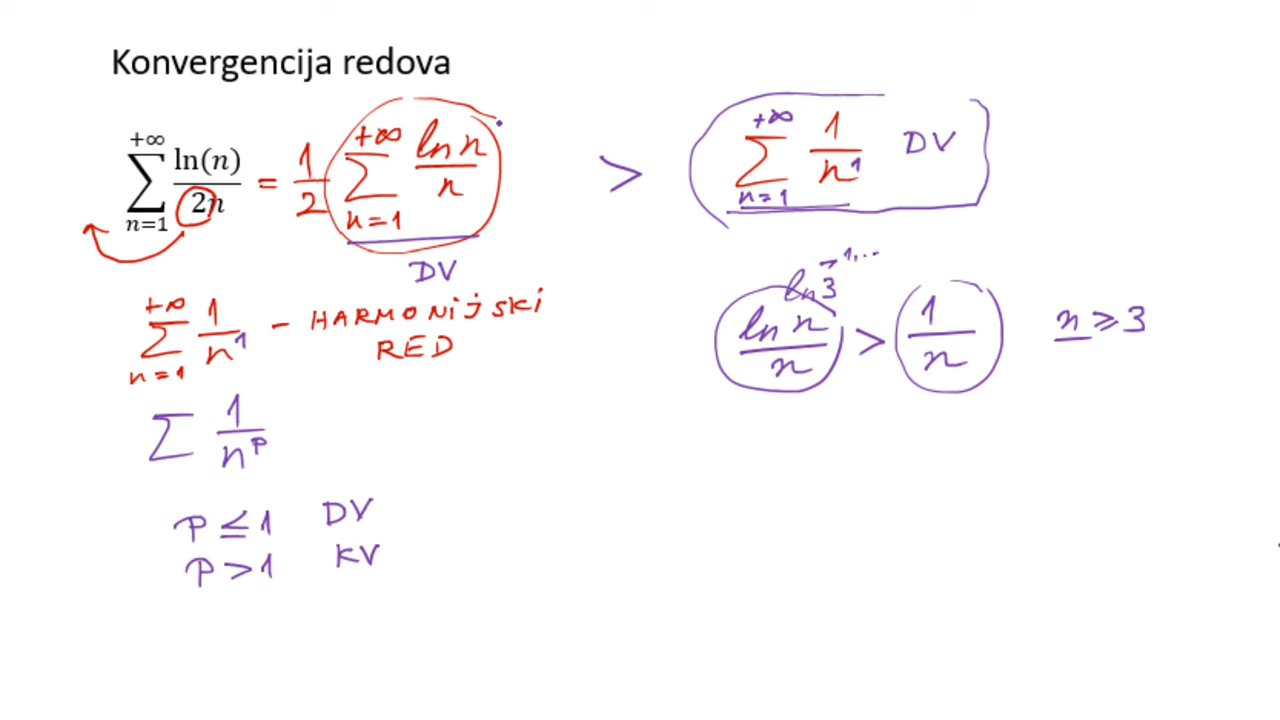 Konvergencija redova
+∞ ∑ n=1 ln(n)/2n = 1/2 +∞ ∑ n=1 ln n/n > +∞ ∑ n=1 1/n¹ DV
DV
ln 3 → 1,...
+∞ ∑ n=1 1/n¹ – HARMONijSKi
RED
ln n/n > 1/n n ⩾ 3
∑ 1/nᵖ
P ≤ 1 DV
P > 1 KV